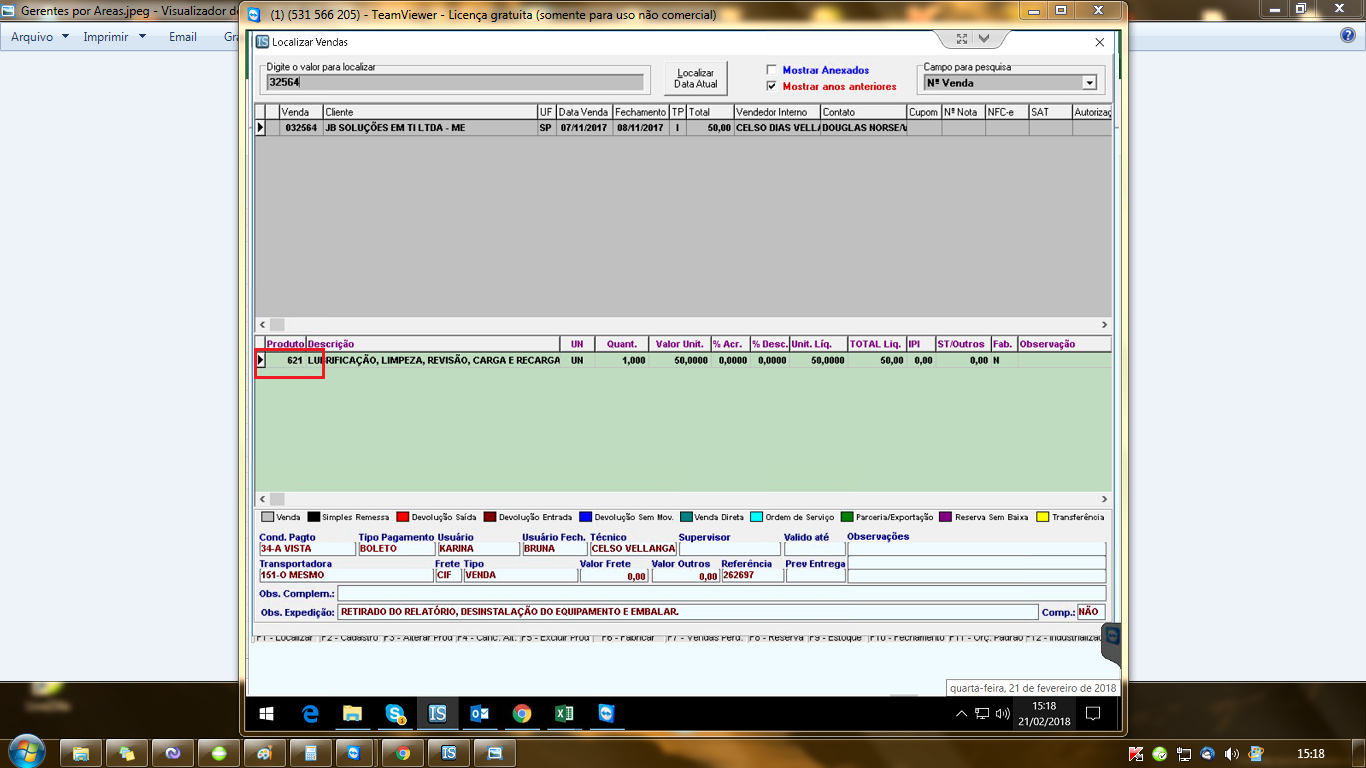 Gerentes por Areas.jpeg - Visualizador d
(1) (531 566 205) - TeamViewer - Licença gratuita (somente para uso não comercial)
Arquivo Imprimir Email
Localizar Vendas
Digite o valor para localizar
32564
Localizar
Data Atual
Mostrar Anexados
Mostrar anos anteriores
Campo para pesquisa
Nº Venda
Venda Cliente UF Data Venda Fechamento TP Total Vendedor Interno Contato Cupom Nº Nota NFC-e SAT Autorizaç
032564 JB SOLUÇÕES EM TI LTDA - ME SP 07/11/2017 08/11/2017 I 50,00 CELSO DIAS VELLA DOUGLAS NORSE/V
Produto Descrição UN Quant. Valor Unit. % Acr. % Desc. Unit. Líq. TOTAL Liq. IPI ST/Outros Fab. Observação
621 LUBRIFICAÇÃO, LIMPEZA, REVISÃO, CARGA E RECARGA UN 1,000 50,0000 0,0000 0,0000 50,0000 50,00 0,00 0,00 N
Venda Simples Remessa Devolução Saída Devolução Entrada Devolução Sem Mov. Venda Direta Ordem de Serviço Parceria/Exportação Reserva Sem Baixa Transferência
Cond. Pagto Tipo Pagamento Usuário Usuário Fech. Técnico Supervisor Valido até Observações
34-A VISTA BOLETO KARINA BRUNA CELSO VELLANGA
Transportadora Frete Tipo Valor Frete Valor Outros Referência Prev Entrega
151-O MESMO CIF VENDA 0,00 0,00 262697
Obs. Complem.:
Obs. Expedição: RETIRADO DO RELATÓRIO, DESINSTALAÇÃO DO EQUIPAMENTO E EMBALAR. Comp.: NÃO
F1 - Localizar F2 - Cadastro F3 - Alterar Prod F4 - Canc. Alt. F5 - Excluir Prod F6 - Fabricar F7 - Vendas Perd. F8 - Reserva F9 - Estoque F10 - Fechamento F11 - Orç. Padrão F12 - Industrializa
quarta-feira, 21 de fevereiro de 2018
15:18
21/02/2018
15:18